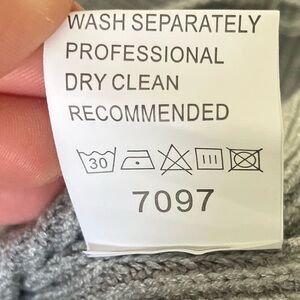 WASH SEPARATELY
PROFESSIONAL
DRY CLEAN
RECOMMENDED
30
7097